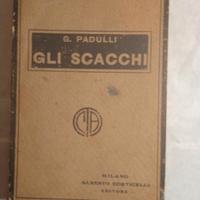 G. PADULLI
GLI SCACCHI
MILANO
ALBERTO CORTICELLI
EDITORE